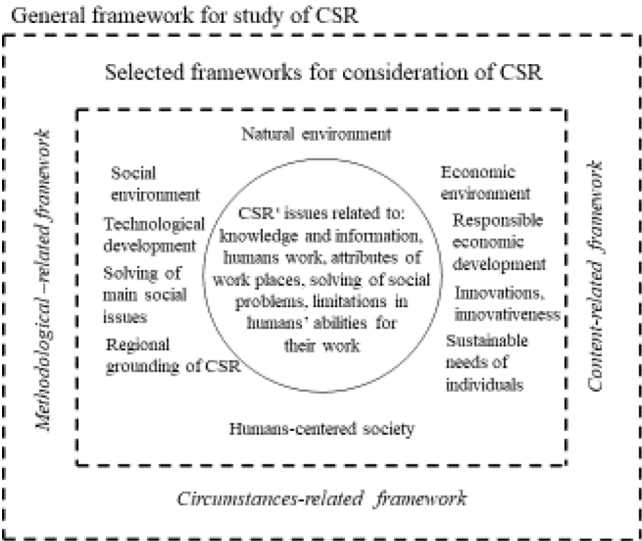 General framework for study of CSR
Selected frameworks for consideration of CSR
Methodological–related framework
Natural environment
Social
environment
Technological
development
Solving of
main social
issues
Regional
grounding of CSR
CSR‘ issues related to:
knowledge and information,
humans work, attributes of
work places, solving of social
problems, limitations in
humans’ abilities for
their work
Economic
environment
Responsible
economic
development
Innovations,
innovativeness
Sustainable
needs of
individuals
Humans-centered society
Content-related framework
Circumstances-related framework